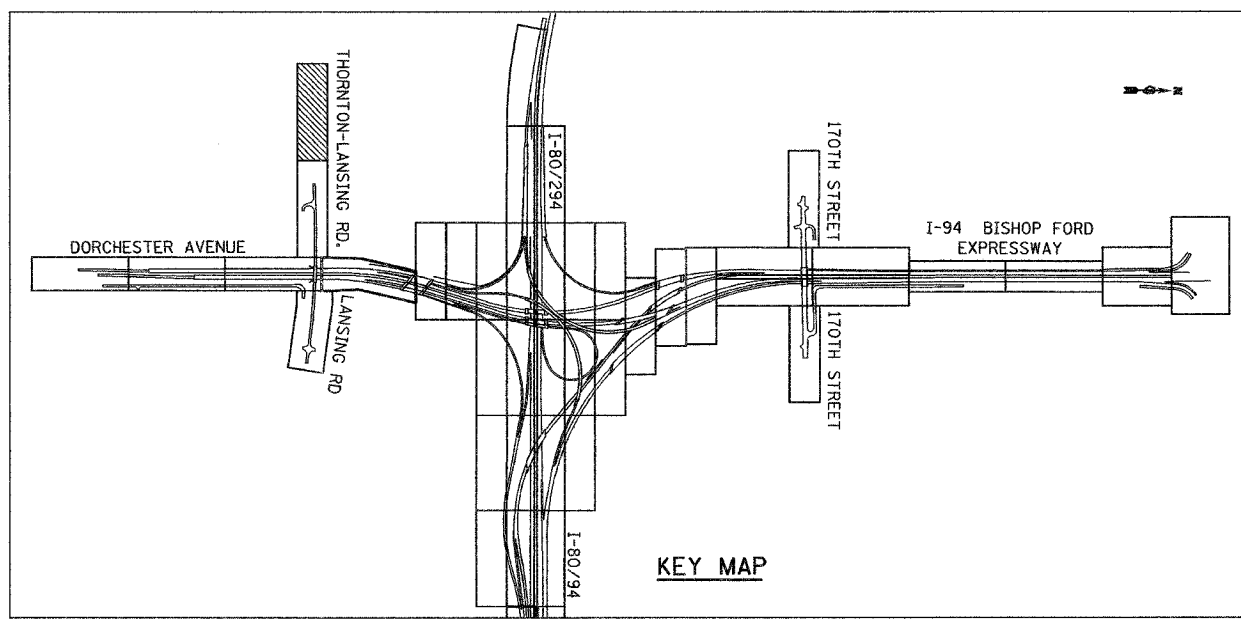 THORNTON-LANSING RD.
LANSING RD
DORCHESTER AVENUE
I-80/294
I-80/94
170TH STREET
170TH STREET
I-94 BISHOP FORD
EXPRESSWAY
N
KEY MAP